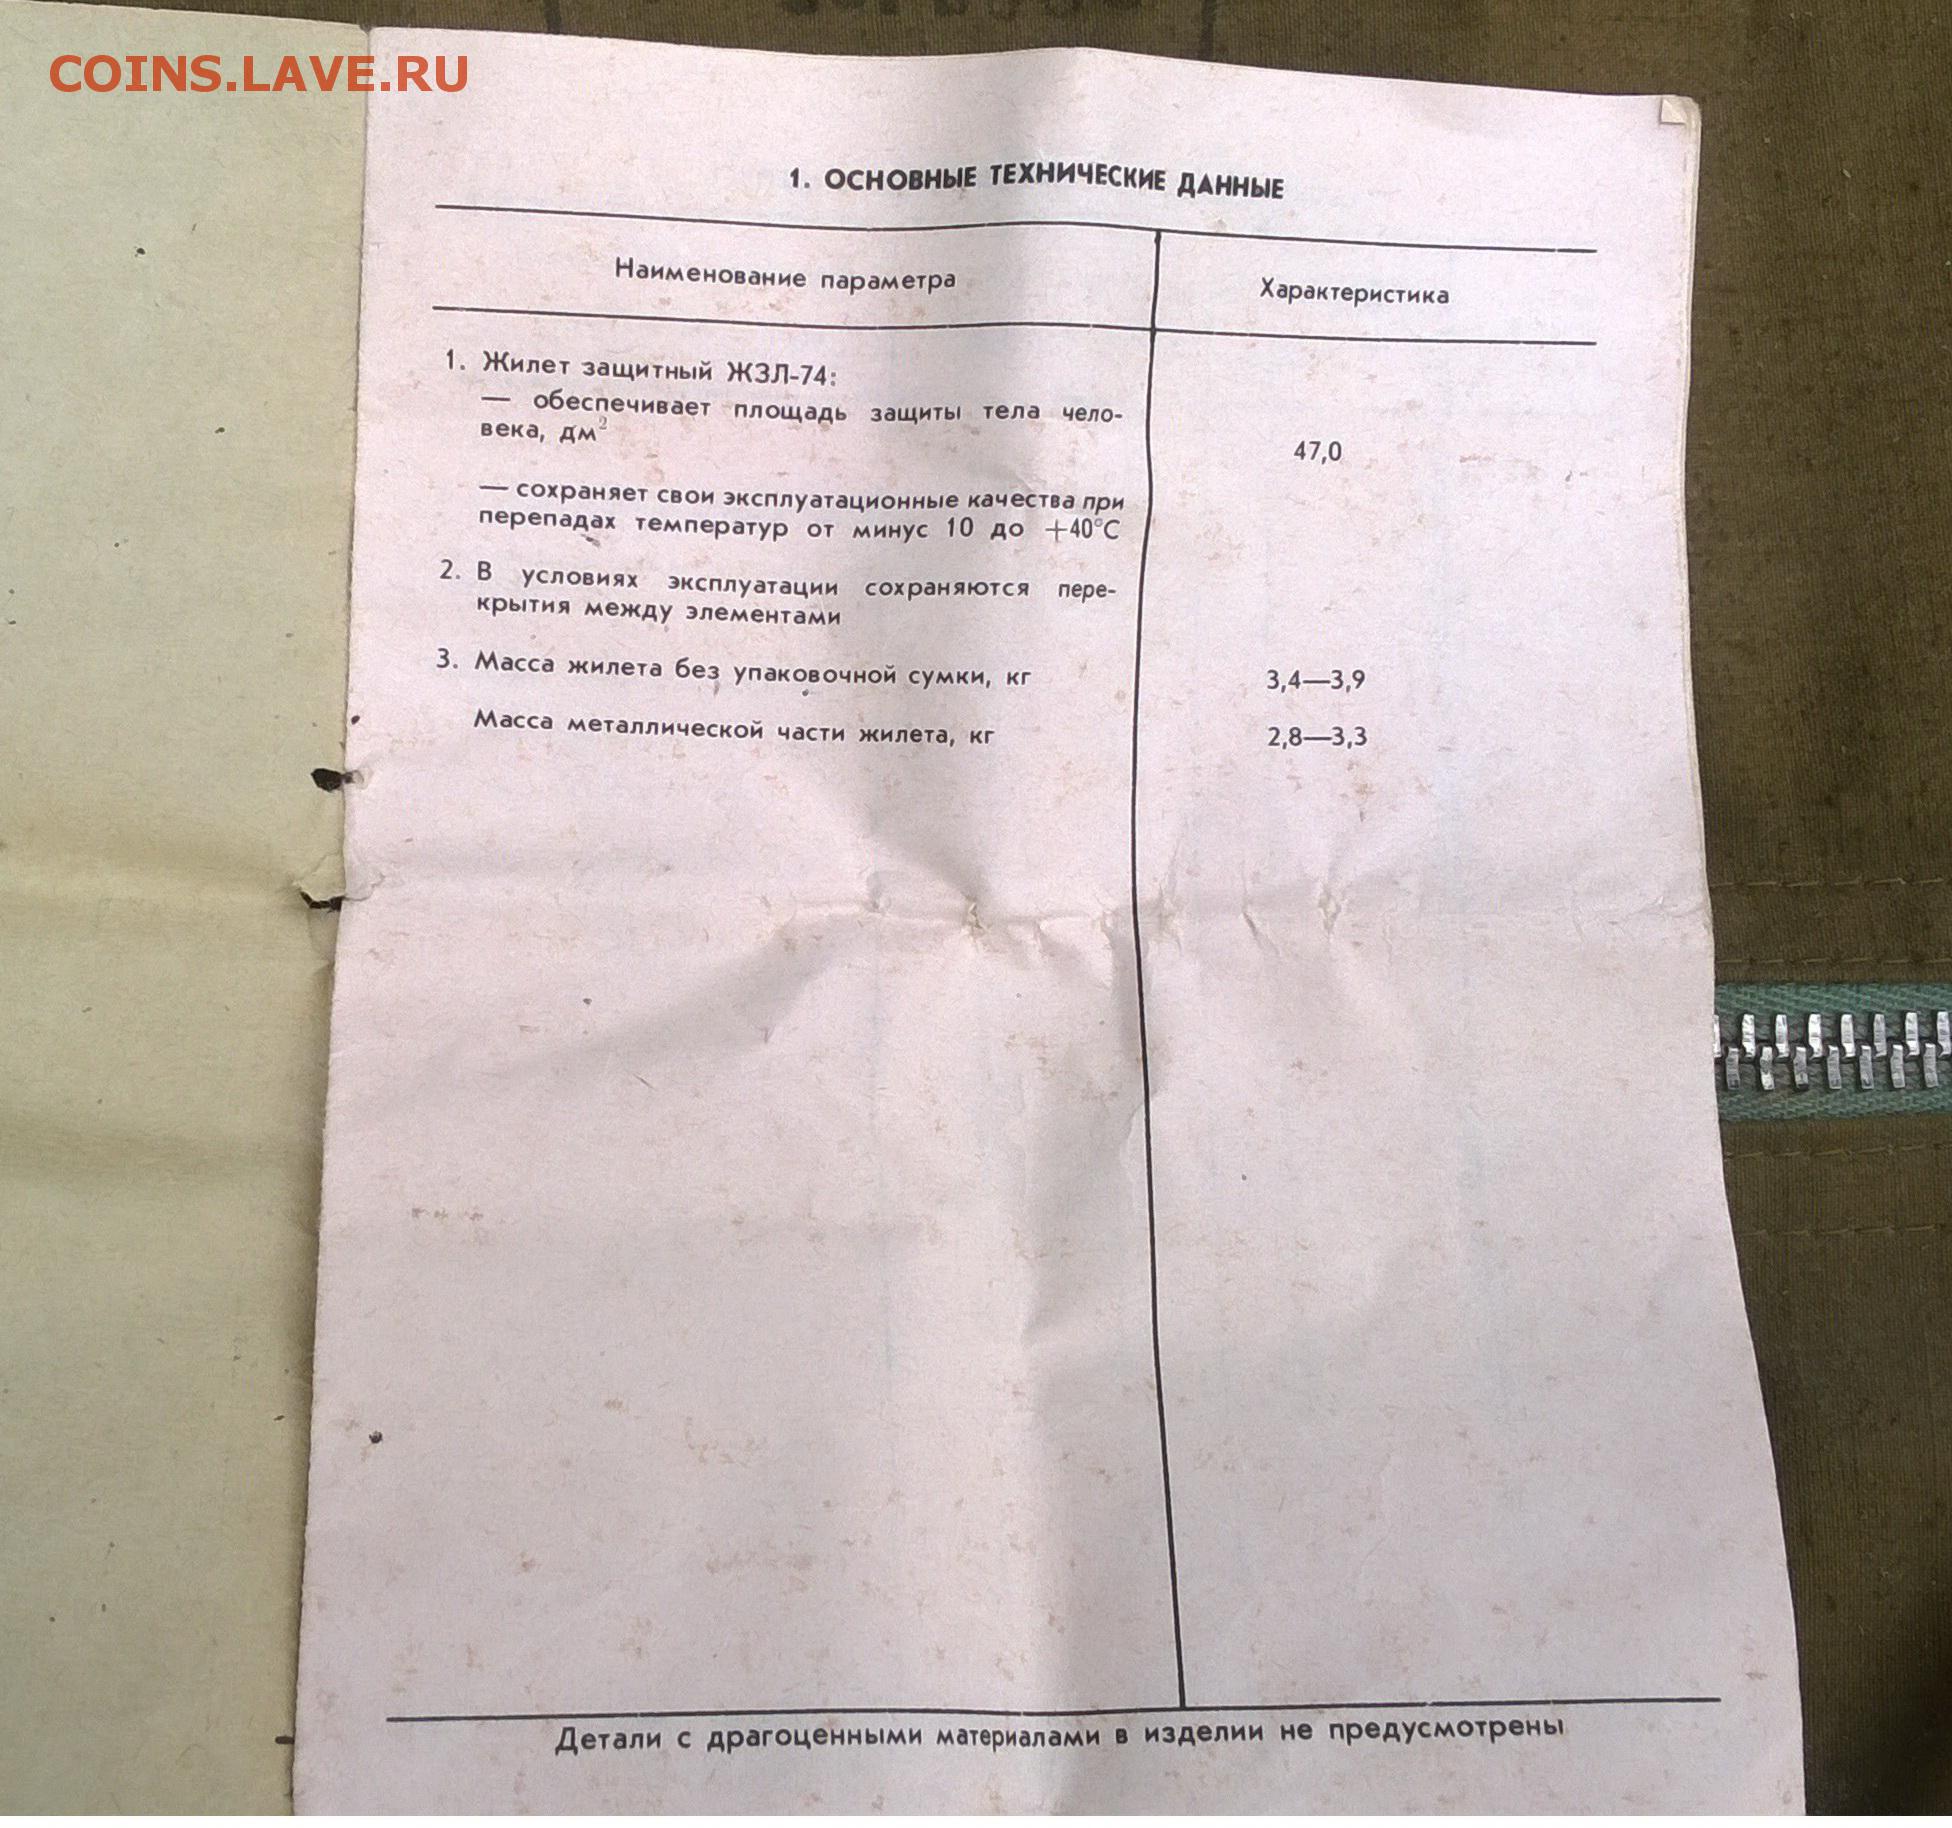 COINS.LAVE.RU
1. ОСНОВНЫЕ ТЕХНИЧЕСКИЕ ДАННЫЕ
Наименование параметра
Характеристика
1. Жилет защитный ЖЗЛ-74:
— обеспечивает площадь защиты тела чело-
века, дм²
47,0
— сохраняет свои эксплуатационные качества при
перепадах температур от минус 10 до +40°С
2. В условиях эксплуатации сохраняются пере-
крытия между элементами
3. Масса жилета без упаковочной сумки, кг
3,4—3,9
Масса металлической части жилета, кг
2,8—3,3
Детали с драгоценными материалами в изделии не предусмотрены